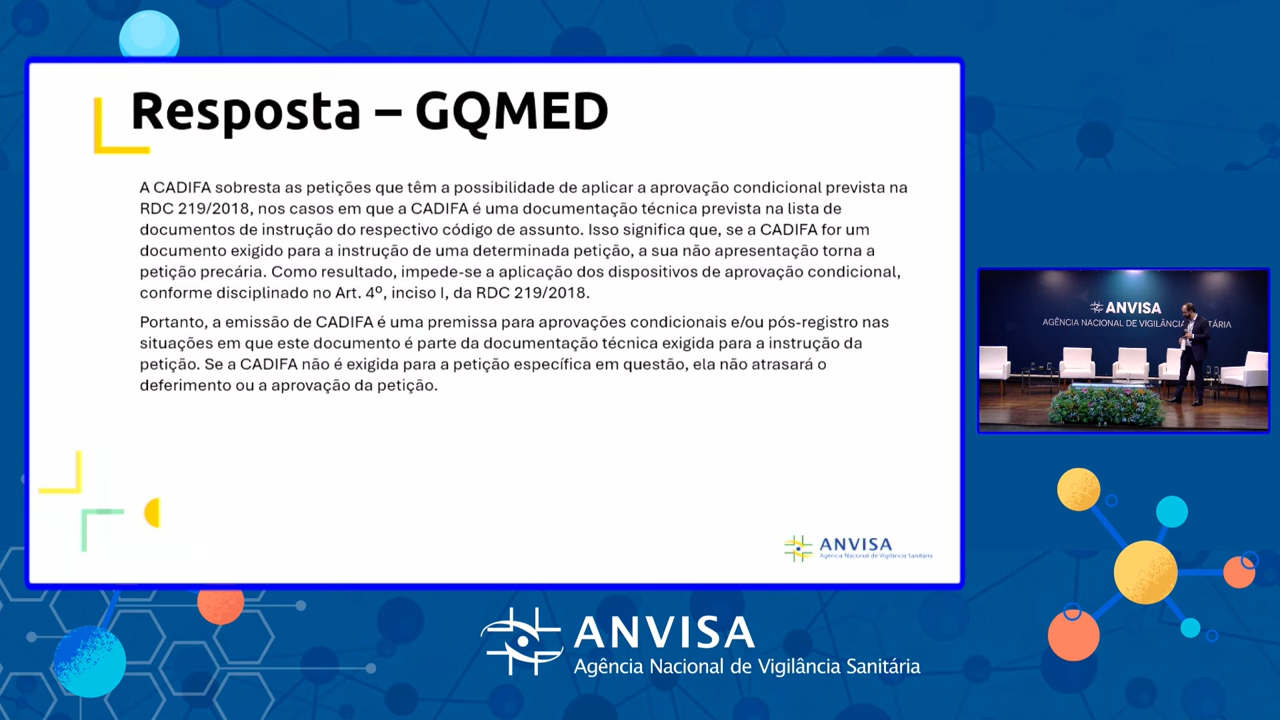 Resposta – GQMED
A CADIFA sobresta as petições que têm a possibilidade de aplicar a aprovação condicional prevista na
RDC 219/2018, nos casos em que a CADIFA é uma documentação técnica prevista na lista de
documentos de instrução do respectivo código de assunto. Isso significa que, se a CADIFA for um
documento exigido para a instrução de uma determinada petição, a sua não apresentação torna a
petição precária. Como resultado, impede-se a aplicação dos dispositivos de aprovação condicional,
conforme disciplinado no Art. 4º, inciso I, da RDC 219/2018.
Portanto, a emissão de CADIFA é uma premissa para aprovações condicionais e/ou pós-registro nas
situações em que este documento é parte da documentação técnica exigida para a instrução da
petição. Se a CADIFA não é exigida para a petição específica em questão, ela não atrasará o
deferimento ou a aprovação da petição.
ANVISA
Agência Nacional de Vigilância Sanitária
ANVISA
AGÊNCIA NACIONAL DE VIGILÂNCIA SANITÁRIA
ANVISA
Agência Nacional de Vigilância Sanitária